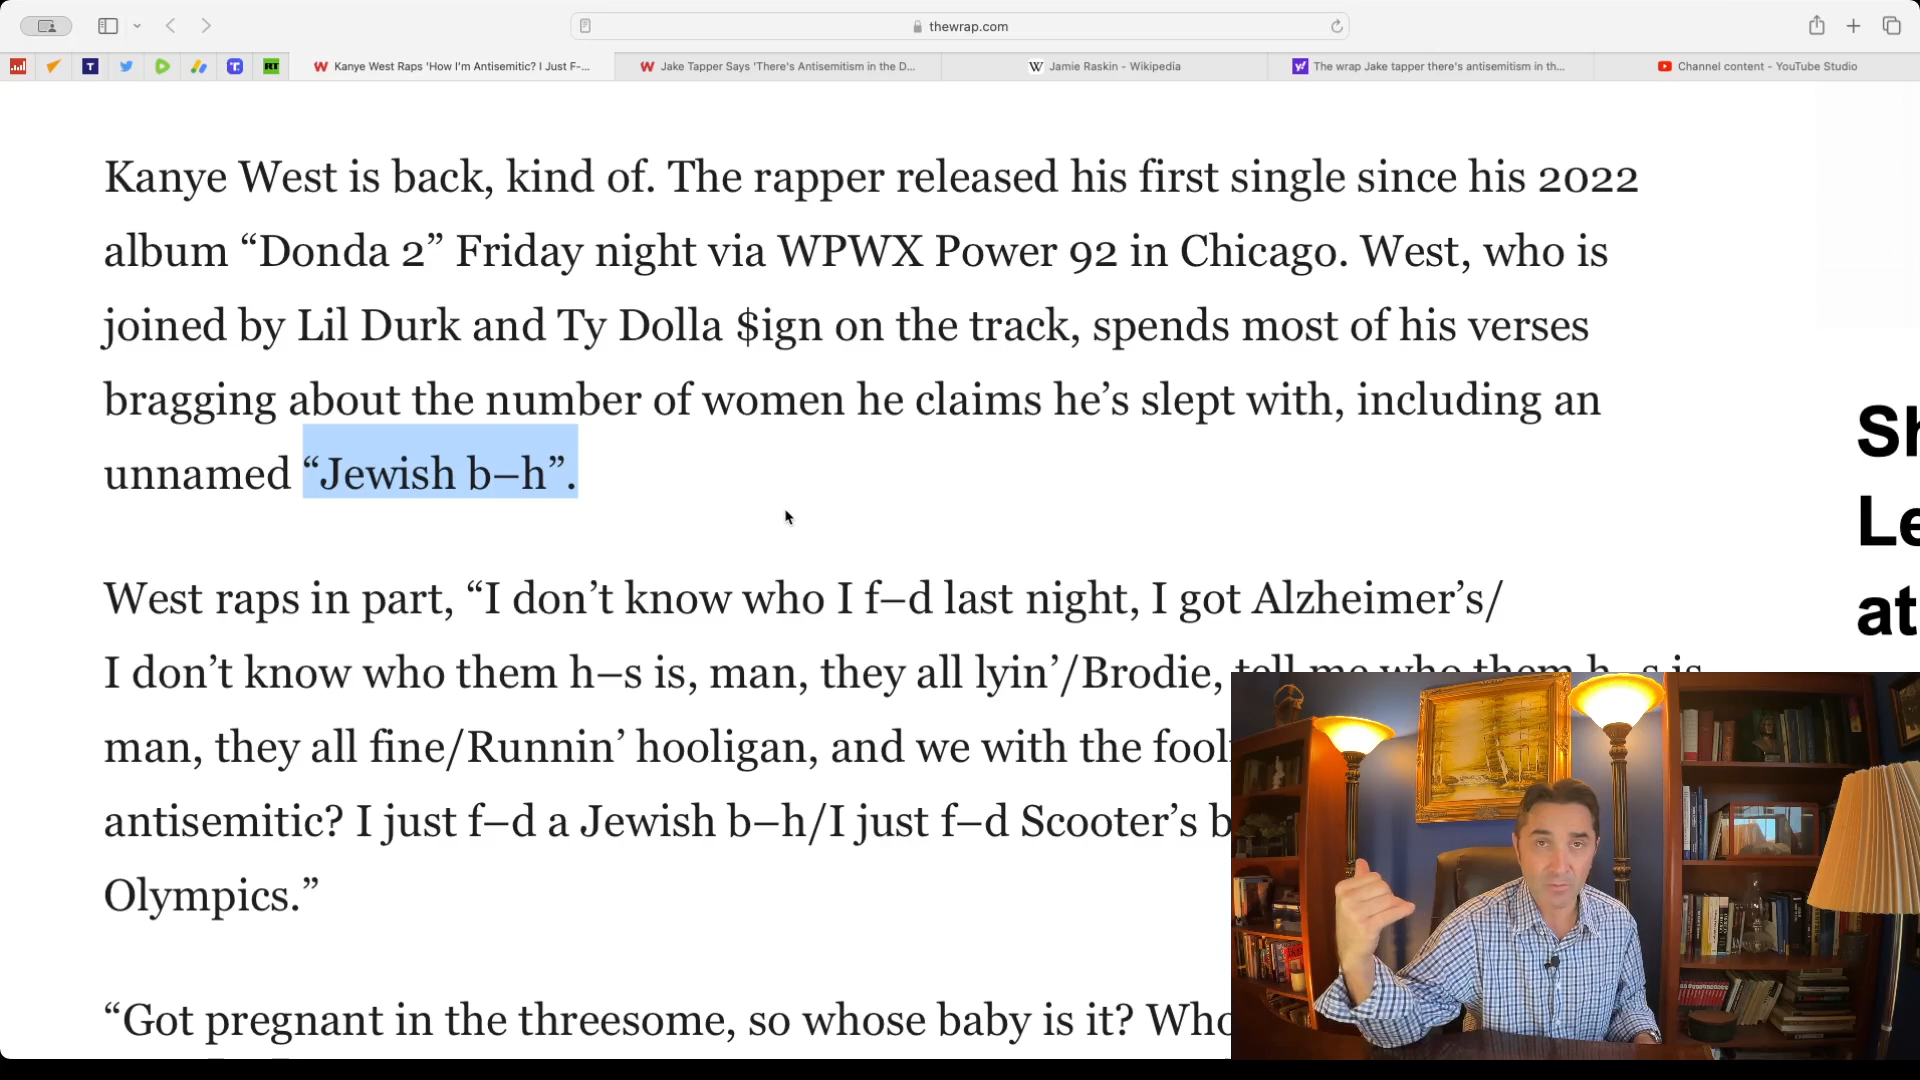 thewrap.com
Kanye West Raps 'How I'm Antisemitic? I Just F-...
Jake Tapper Says 'There's Antisemitism in the D...
Jamie Raskin - Wikipedia
The wrap Jake tapper there's antisemitism in th...
Channel content - YouTube Studio
Kanye West is back, kind of. The rapper released his first single since his 2022
album “Donda 2” Friday night via WPWX Power 92 in Chicago. West, who is
joined by Lil Durk and Ty Dolla $ign on the track, spends most of his verses
bragging about the number of women he claims he’s slept with, including an
unnamed “Jewish b–h”.
West raps in part, “I don’t know who I f–d last night, I got Alzheimer’s/
I don’t know who them h–s is, man, they all lyin’/Brodie, tell me who them h–s is
man, they all fine/Runnin’ hooligan, and we with the fool
antisemitic? I just f–d a Jewish b–h/I just f–d Scooter’s b
Olympics.”
“Got pregnant in the threesome, so whose baby is it? Who
Sh
Le
at